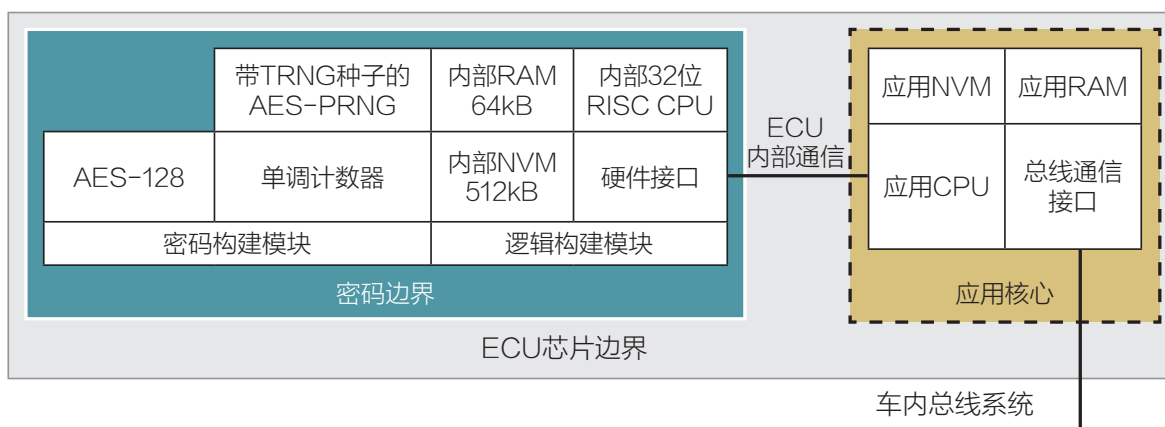 带TRNG种子的
AES-PRNG
内部RAM
64kB
内部32位
RISC CPU
AES-128
单调计数器
内部NVM
512kB
硬件接口
密码构建模块
逻辑构建模块
密码边界
ECU
内部通信
应用NVM
应用RAM
应用CPU
总线通信
接口
应用核心
ECU芯片边界
车内总线系统